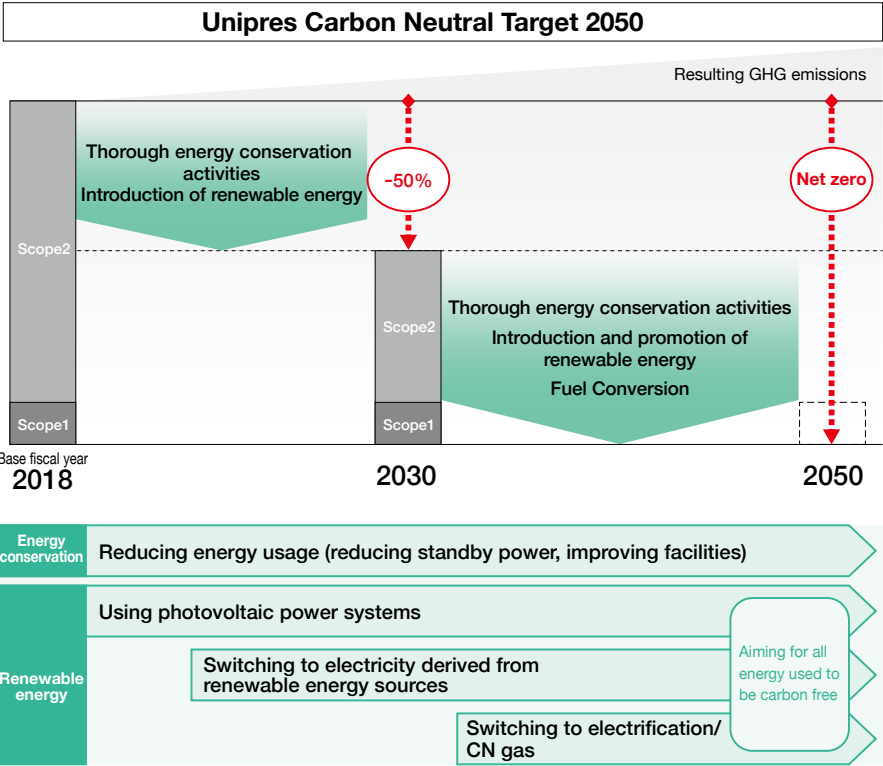 Unipres Carbon Neutral Target 2050
Resulting GHG emissions
Thorough energy conservation
activities
Introduction of renewable energy
-50%
Net zero
Scope2
Scope1
Thorough energy conservation activities
Introduction and promotion of
renewable energy
Fuel Conversion
Scope2
Scope1
Base fiscal year
2018
2030
2050
Energy
conservation
Reducing energy usage (reducing standby power, improving facilities)
Renewable
energy
Using photovoltaic power systems
Switching to electricity derived from
renewable energy sources
Switching to electrification/
CN gas
Aiming for all
energy used to
be carbon free